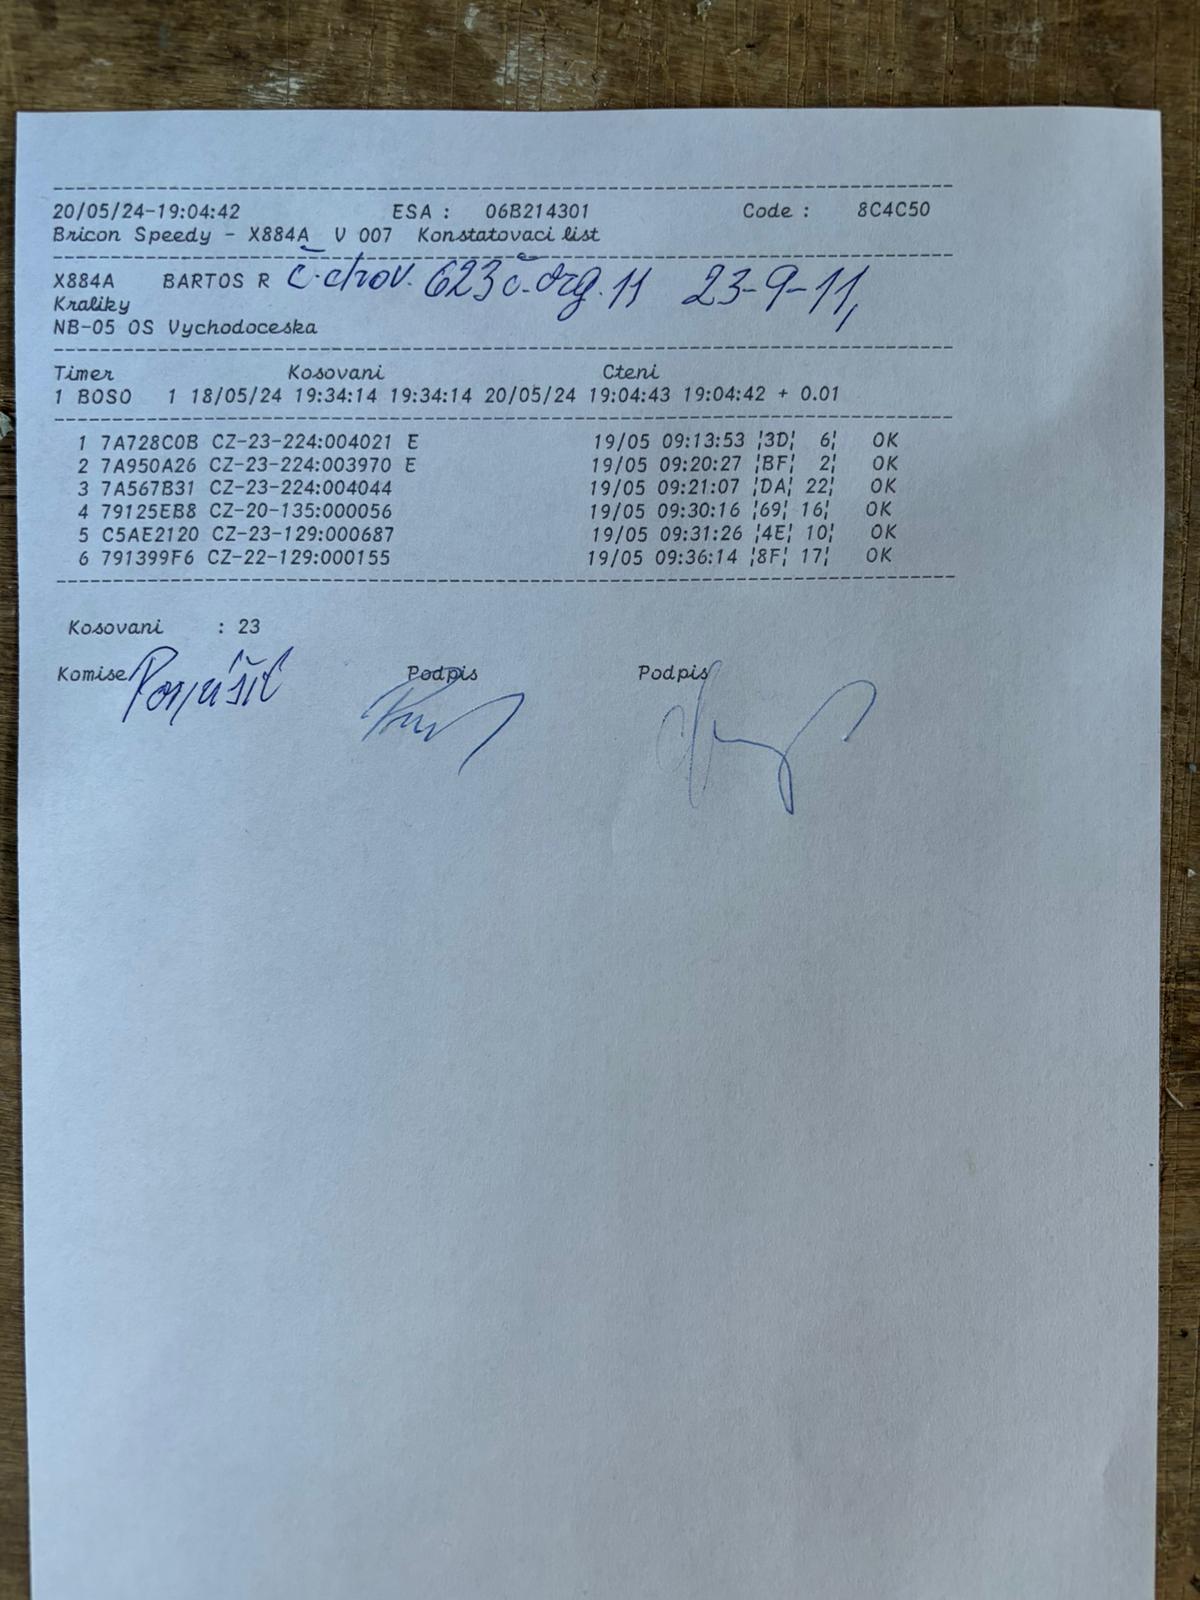 20/05/24-19:04:42 ESA : 06B214301 Code : 8C4C50
Bricon Speedy - X884A V 007 Konstatovaci list
X884A BARTOS R č.chov. 623 č.org. 11 23-9-11,
Kraliky
NB-05 OS Vychodoceska
Timer Kosovani Cteni
1 BOSO 1 18/05/24 19:34:14 19:34:14 20/05/24 19:04:43 19:04:42 + 0.01
1 7A728C0B CZ-23-224:004021 E 19/05 09:13:53 ¦3D¦ 6¦ OK
2 7A950A26 CZ-23-224:003970 E 19/05 09:20:27 ¦BF¦ 2¦ OK
3 7A567B31 CZ-23-224:004044 19/05 09:21:07 ¦DA¦ 22¦ OK
4 79125EB8 CZ-20-135:000056 19/05 09:30:16 ¦69¦ 16¦ OK
5 C5AE2120 CZ-23-129:000687 19/05 09:31:26 ¦4E¦ 10¦ OK
6 791399F6 CZ-22-129:000155 19/05 09:36:14 ¦8F¦ 17¦ OK
Kosovani : 23
Komise Podpis Podpis